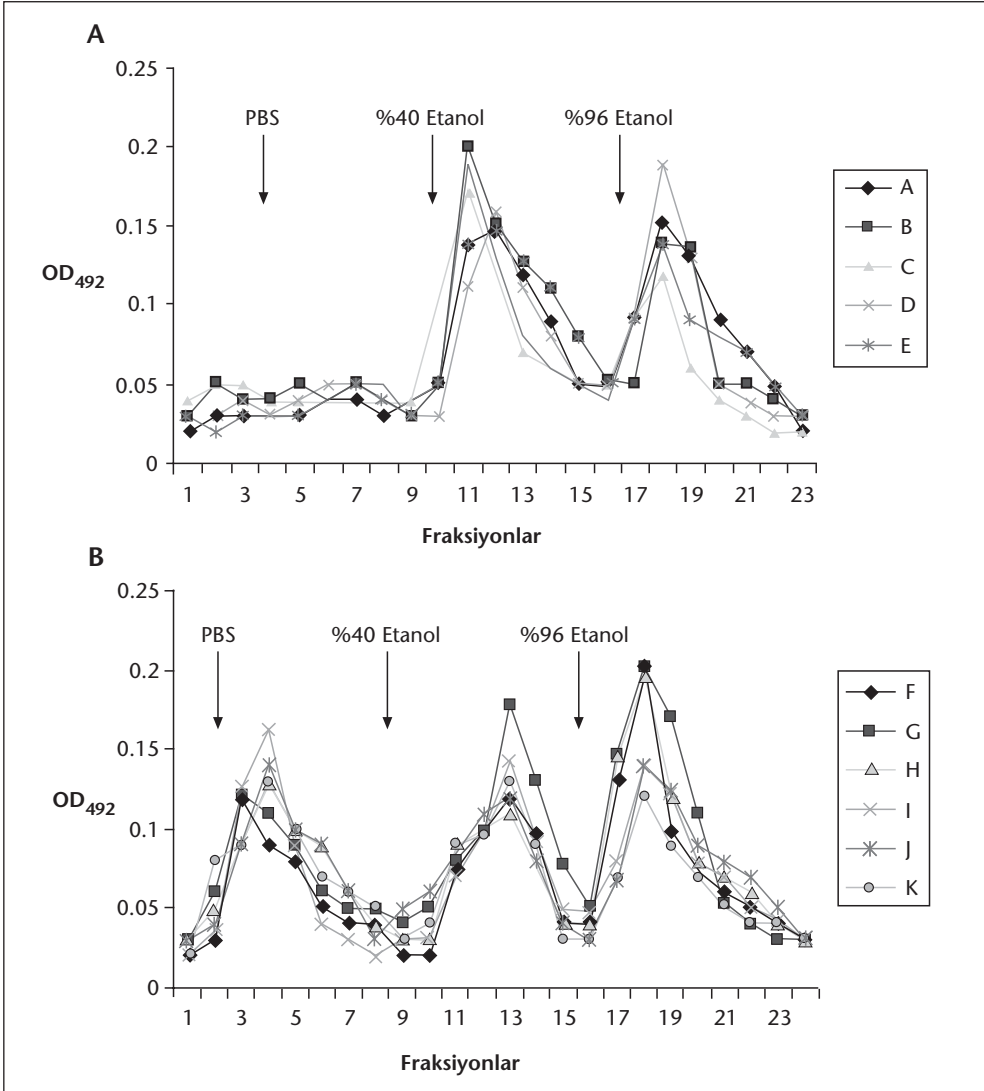 A
0.25
0.2
0.15
0.1
0.05
0
OD492
PBS
%40 Etanol
%96 Etanol
A
B
C
D
E
1 3 5 7 9 11 13 15 17 19 21 23
Fraksiyonlar
B
0.25
0.2
0.15
0.1
0.05
0
OD492
PBS
%40 Etanol
%96 Etanol
F
G
H
I
J
K
1 3 5 7 9 11 13 15 17 19 21 23
Fraksiyonlar